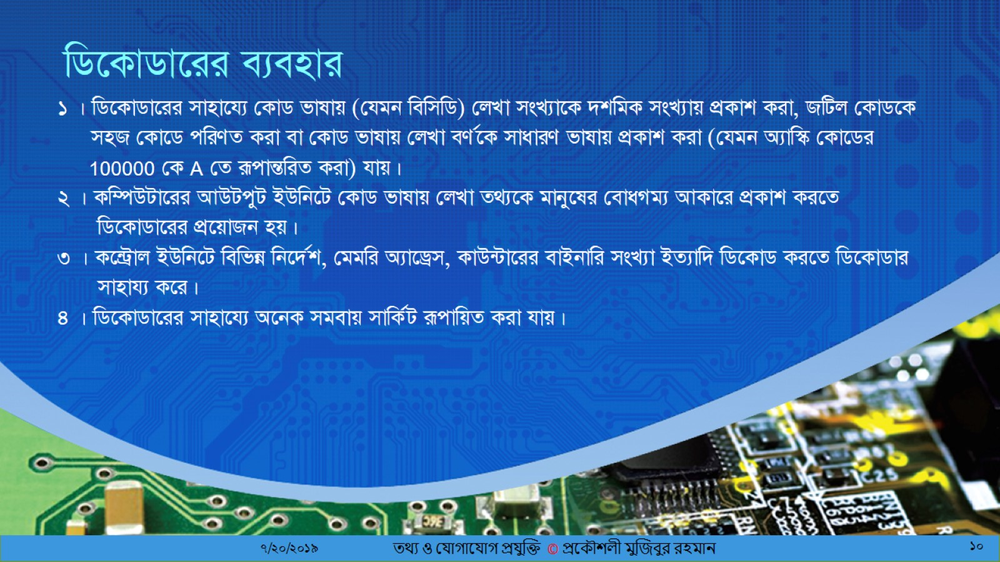 ডিকোডারের ব্যবহার
১ । ডিকোডারের সাহায্যে কোড ভাষায় (যেমন বিসিডি) লেখা সংখ্যাকে দশমিক সংখ্যায় প্রকাশ করা, জটিল কোডকে
সহজ কোডে পরিণত করা বা কোড ভাষায় লেখা বর্ণকে সাধারণ ভাষায় প্রকাশ করা (যেমন অ্যাস্কি কোডের
100000 কে A তে রূপান্তরিত করা) যায়।
২ । কম্পিউটারের আউটপুট ইউনিটে কোড ভাষায় লেখা তথ্যকে মানুষের বোধগম্য আকারে প্রকাশ করতে
ডিকোডারের প্রয়োজন হয়।
৩ । কন্ট্রোল ইউনিটে বিভিন্ন নির্দেশ, মেমরি অ্যাড্রেস, কাউন্টারের বাইনারি সংখ্যা ইত্যাদি ডিকোড করতে ডিকোডার
সাহায্য করে।
৪ । ডিকোডারের সাহায্যে অনেক সমবায় সার্কিট রূপায়িত করা যায়।
C25
36C
৭/২০/২০১৯ তথ্য ও যোগাযোগ প্রযুক্তি © প্রকৌশলী মুজিবুর রহমান ১০